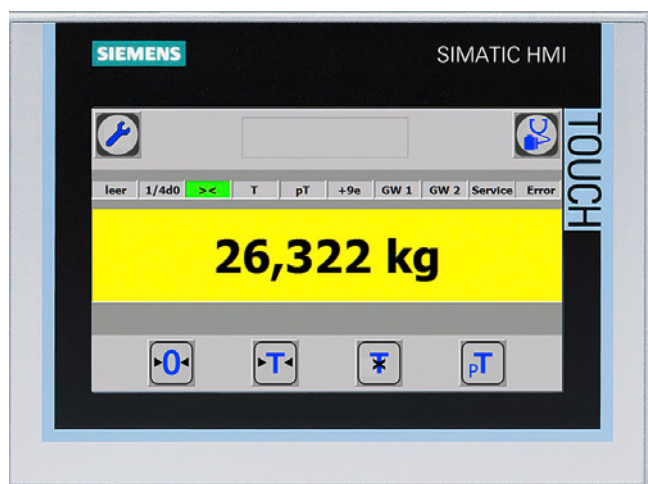 SIEMENS
SIMATIC HMI
TOUCH
leer 1/4d0 >< T pT +9e GW 1 GW 2 Service Error
26,322 kg
0 T T pT